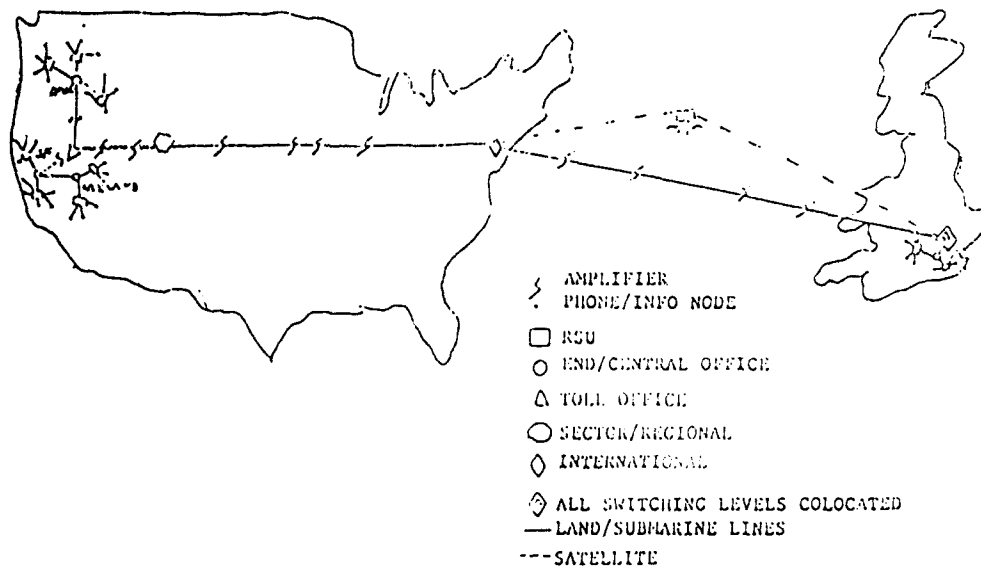 AMPLIFIER
PHONE/INFO NODE
RSU
END/CENTRAL OFFICE
TOLL OFFICE
SECTOR/REGIONAL
INTERNATIONAL
ALL SWITCHING LEVELS COLOCATED
LAND/SUBMARINE LINES
SATELLITE